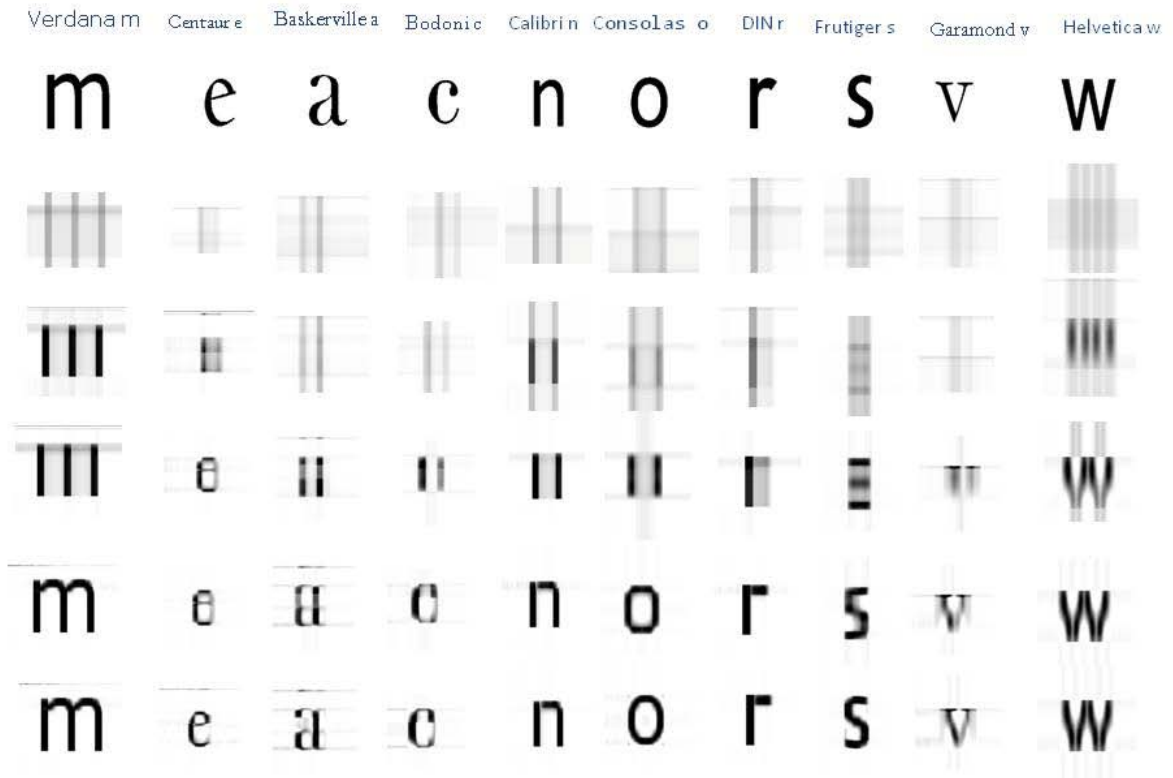 Verdana m Centaur e Baskerville a Bodoni c Calibri n Consolas o DIN r Frutiger s Garamond v Helvetica w
m e a c n o r s v w
m n o r s w
m e a c n o r s v w
m e a c n o r s v w